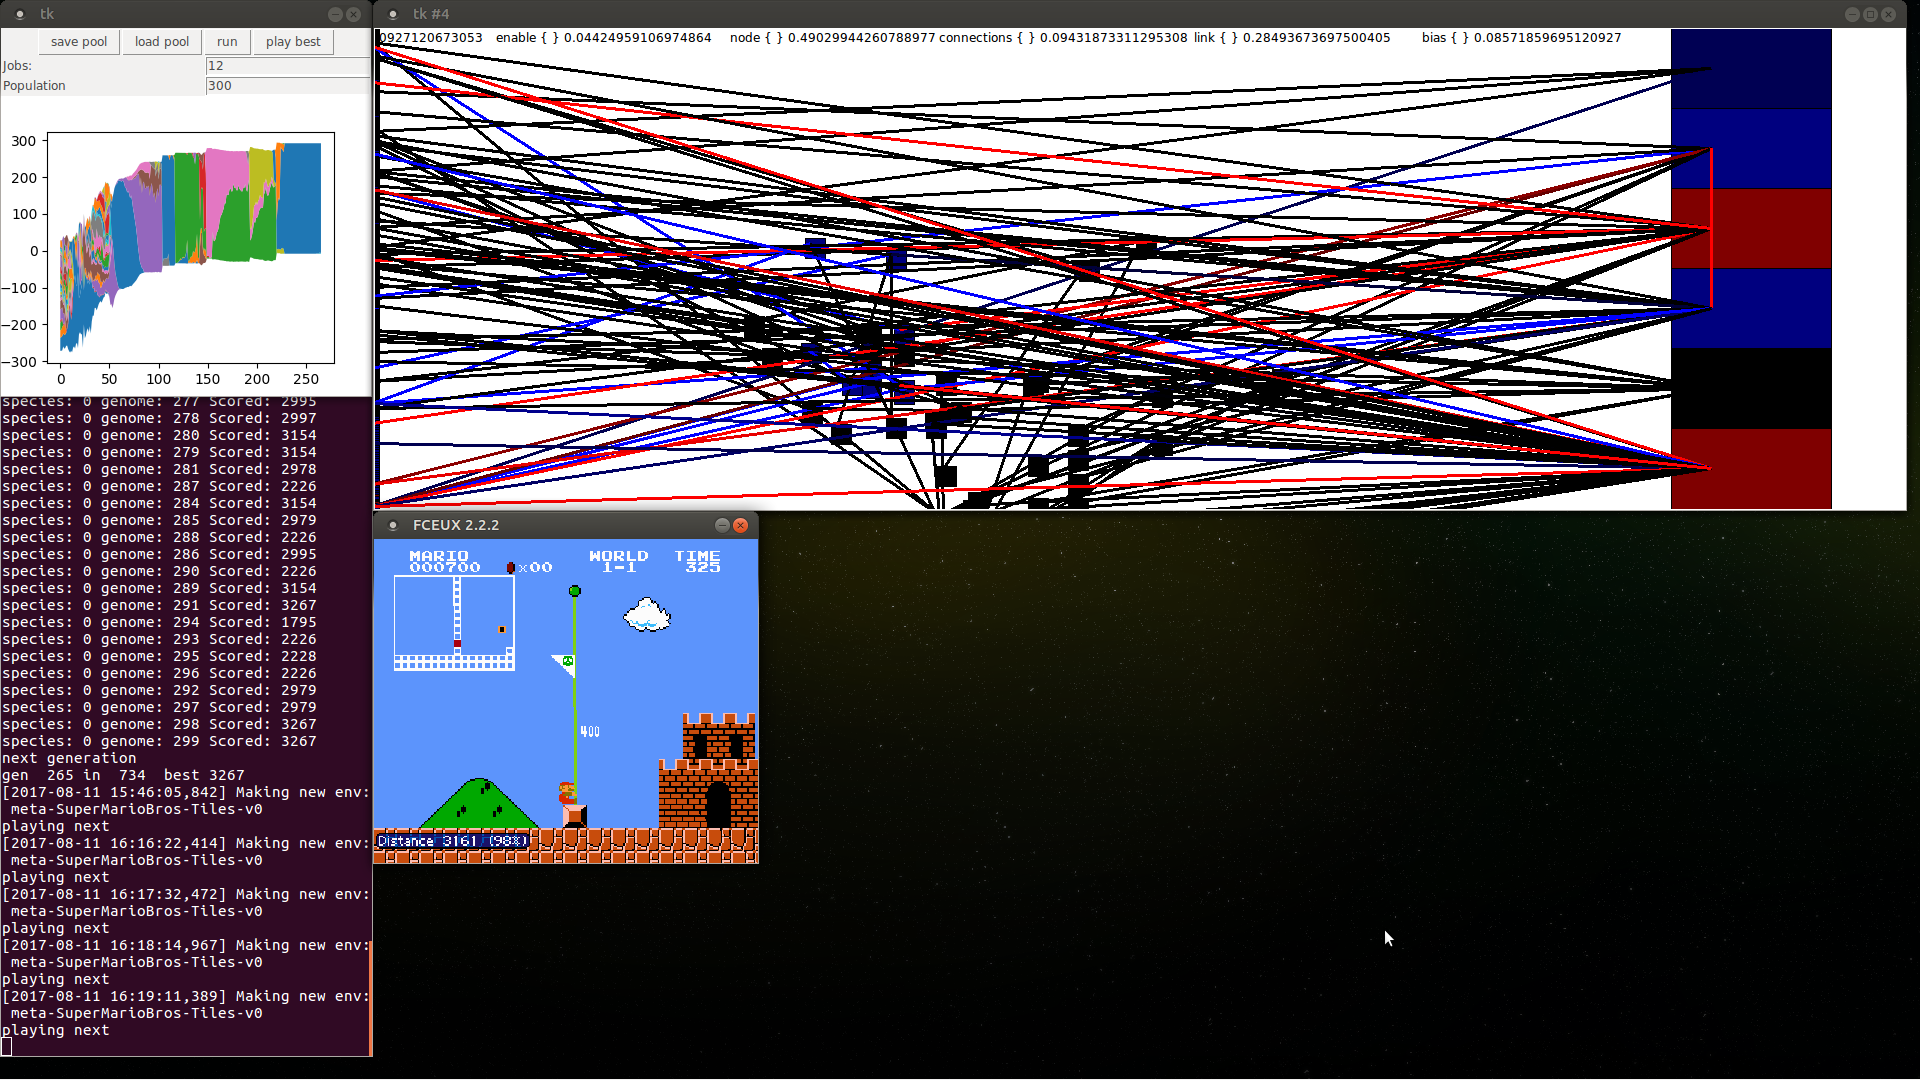 tk
save pool load pool run play best
Jobs: 12
Population 300
300
200
100
0
−100
−200
−300
0 50 100 150 200 250
species: 0 genome: 277 Scored: 2995
species: 0 genome: 278 Scored: 2997
species: 0 genome: 280 Scored: 3154
species: 0 genome: 279 Scored: 3154
species: 0 genome: 281 Scored: 2978
species: 0 genome: 287 Scored: 2226
species: 0 genome: 284 Scored: 3154
species: 0 genome: 285 Scored: 2979
species: 0 genome: 288 Scored: 2226
species: 0 genome: 286 Scored: 2995
species: 0 genome: 290 Scored: 2226
species: 0 genome: 289 Scored: 3154
species: 0 genome: 291 Scored: 3267
species: 0 genome: 294 Scored: 1795
species: 0 genome: 293 Scored: 2226
species: 0 genome: 295 Scored: 2228
species: 0 genome: 296 Scored: 2226
species: 0 genome: 292 Scored: 2979
species: 0 genome: 297 Scored: 2979
species: 0 genome: 298 Scored: 3267
species: 0 genome: 299 Scored: 3267
next generation
gen  265 in  734  best 3267
[2017-08-11 15:46:05,842] Making new env:
meta-SuperMarioBros-Tiles-v0
playing next
[2017-08-11 16:16:22,414] Making new env:
meta-SuperMarioBros-Tiles-v0
playing next
[2017-08-11 16:17:32,472] Making new env:
meta-SuperMarioBros-Tiles-v0
playing next
[2017-08-11 16:18:14,967] Making new env:
meta-SuperMarioBros-Tiles-v0
playing next
[2017-08-11 16:19:11,389] Making new env:
meta-SuperMarioBros-Tiles-v0
playing next
tk #4
0927120673053 enable { } 0.04424959106974864 node { } 0.49029944260788977 connections { } 0.09431873311295308 link { } 0.28493673697500405 bias { } 0.08571859695120927
FCEUX 2.2.2
MARIO WORLD TIME
000700 x00 1-1 325
400
Distance 3161 (98%)